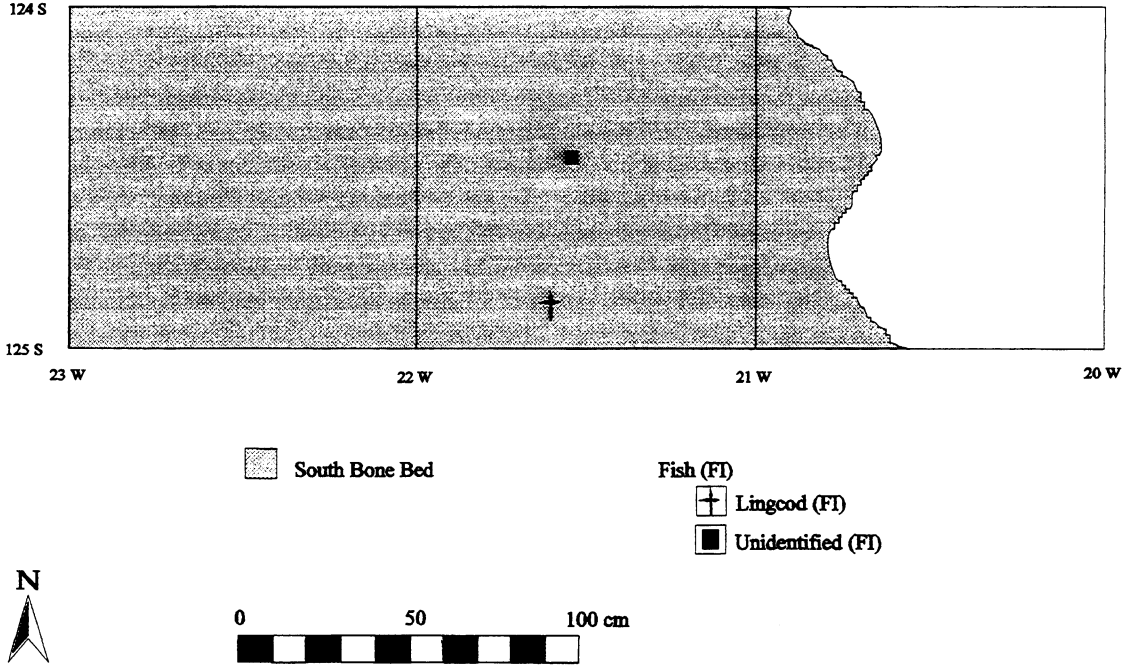 124 S
125 S
23 W
22 W
21 W
20 W
South Bone Bed
Fish (FI)
Lingcod (FI)
Unidentified (FI)
N
0
50
100 cm